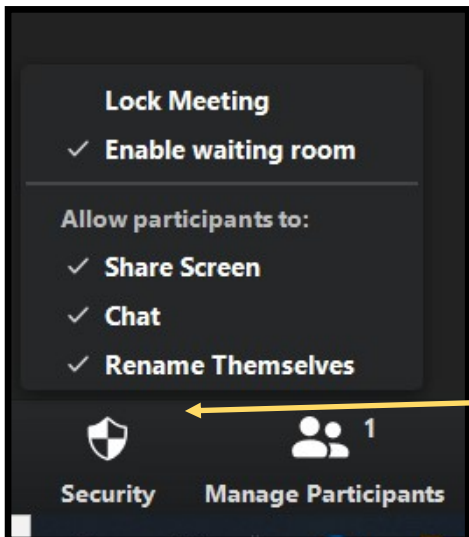 Lock Meeting
Enable waiting room
Allow participants to:
Share Screen
Chat
Rename Themselves
1
Security Manage Participants